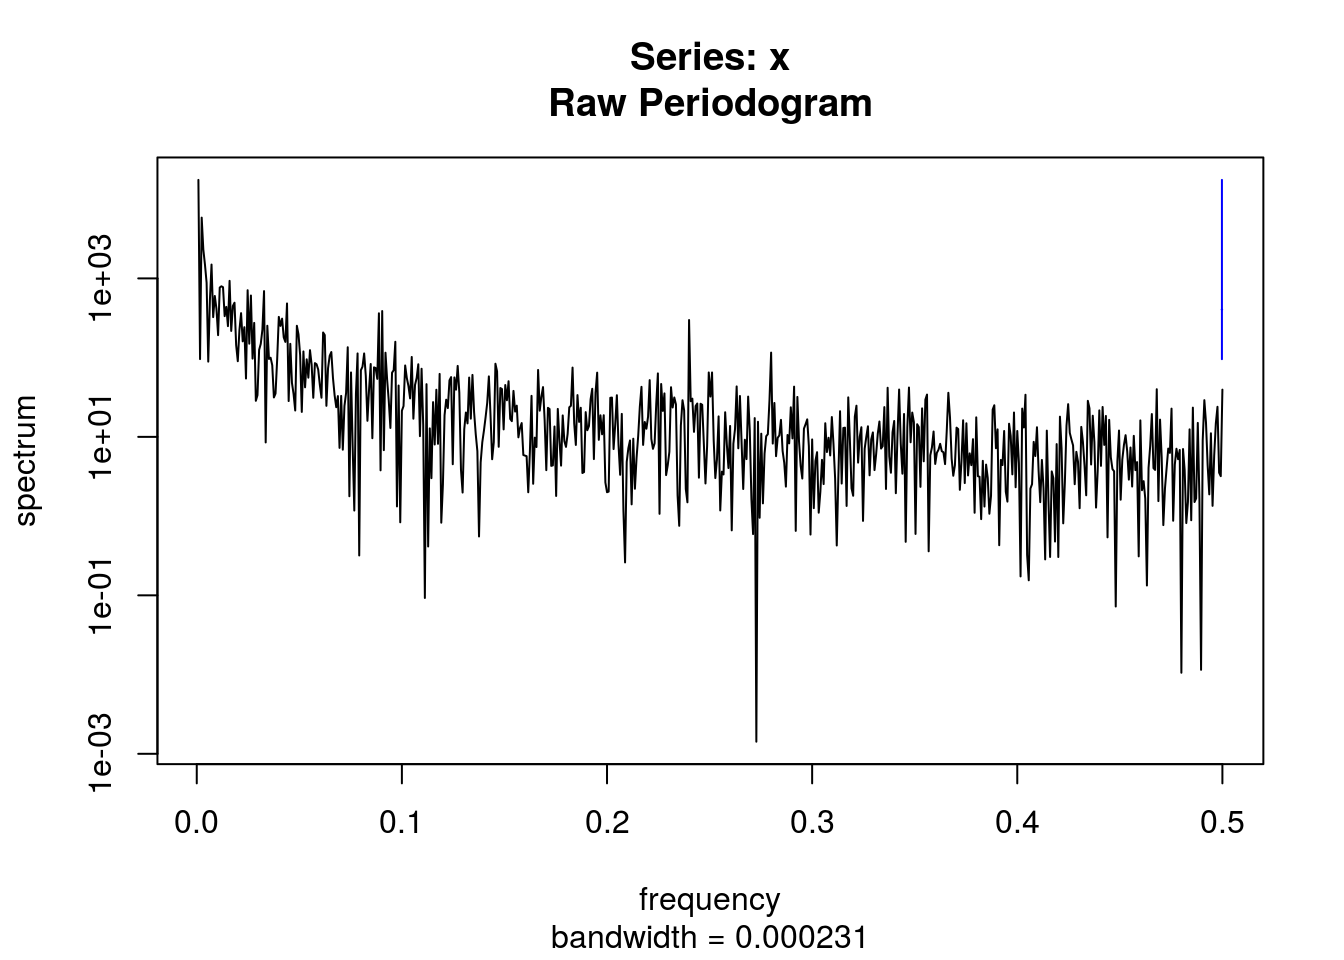 Series: x
Raw Periodogram
spectrum
1e+03
1e+01
1e-01
1e-03
0.0 0.1 0.2 0.3 0.4 0.5
frequency
bandwidth = 0.000231